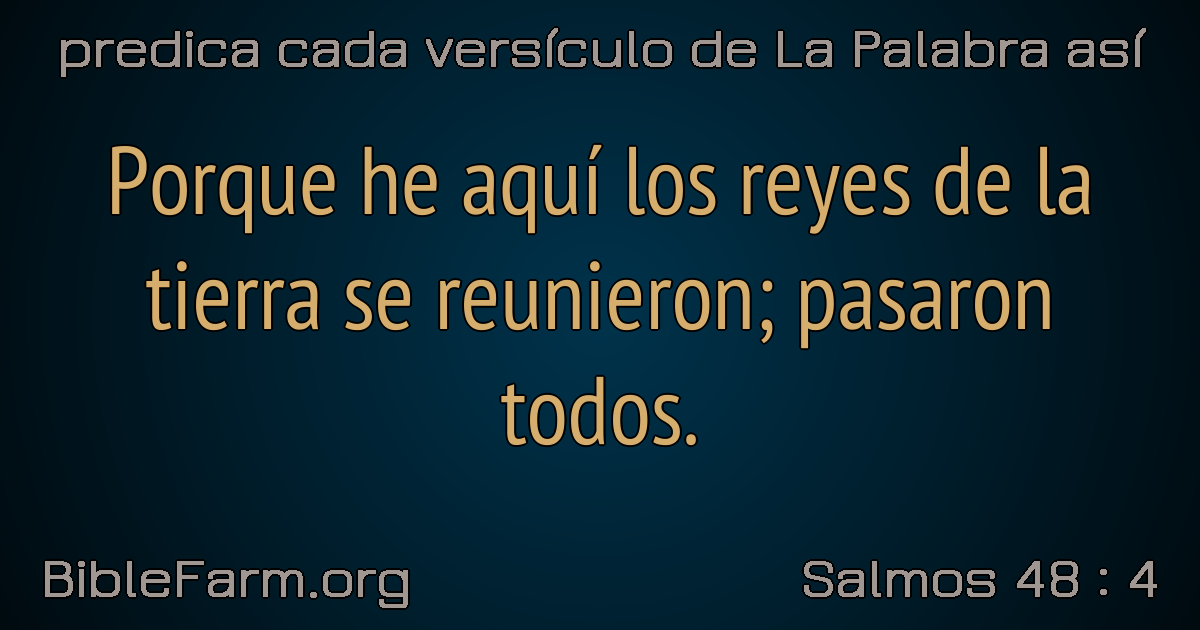 predica cada versículo de La Palabra así
Porque he aquí los reyes de la
tierra se reunieron; pasaron
todos.
BibleFarm.org
Salmos 48 : 4